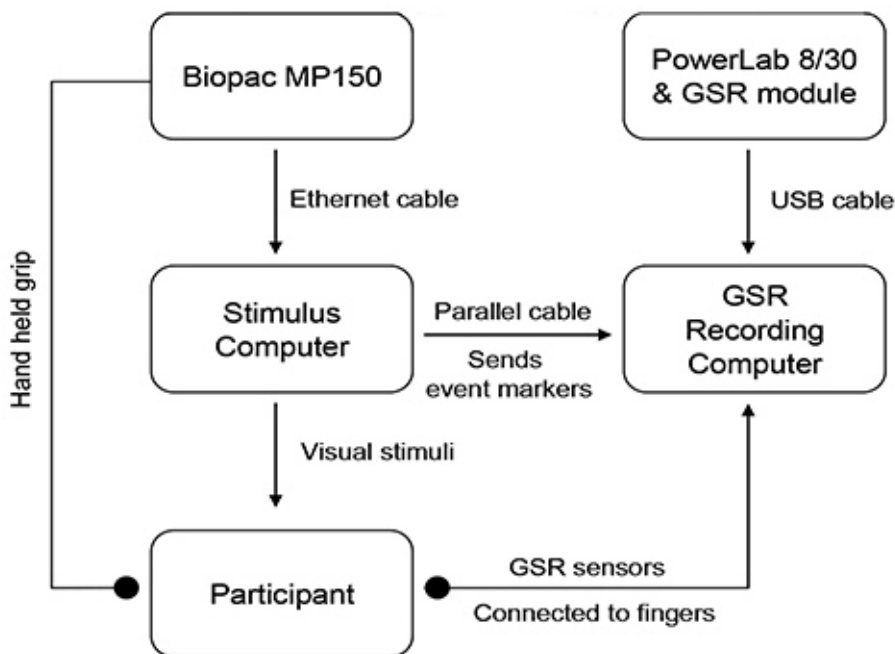 Biopac MP150
PowerLab 8/30
& GSR module
Ethernet cable
USB cable
Hand held grip
Stimulus
Computer
Parallel cable
Sends
event markers
GSR
Recording
Computer
Visual stimuli
Participant
GSR sensors
Connected to fingers